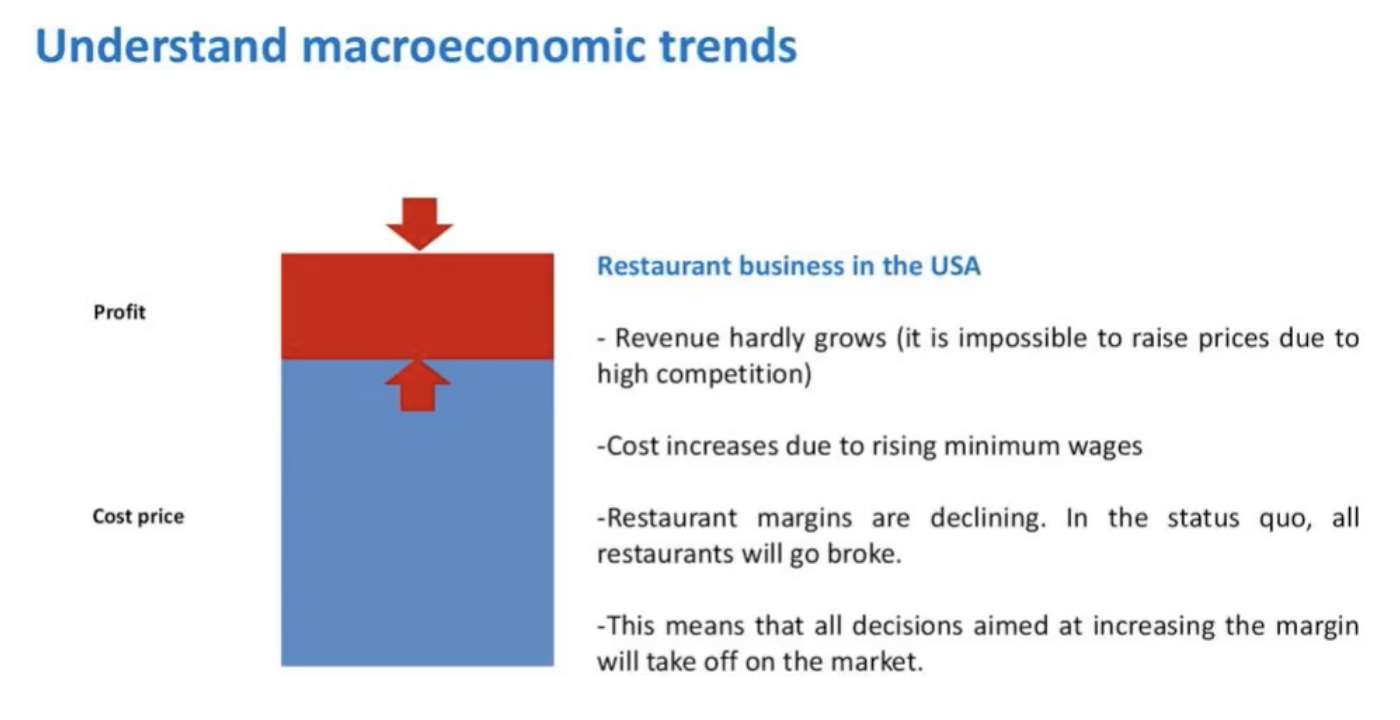 Understand macroeconomic trends
Profit
Cost price
Restaurant business in the USA
- Revenue hardly grows (it is impossible to raise prices due to
high competition)
-Cost increases due to rising minimum wages
-Restaurant margins are declining. In the status quo, all
restaurants will go broke.
-This means that all decisions aimed at increasing the margin
will take off on the market.